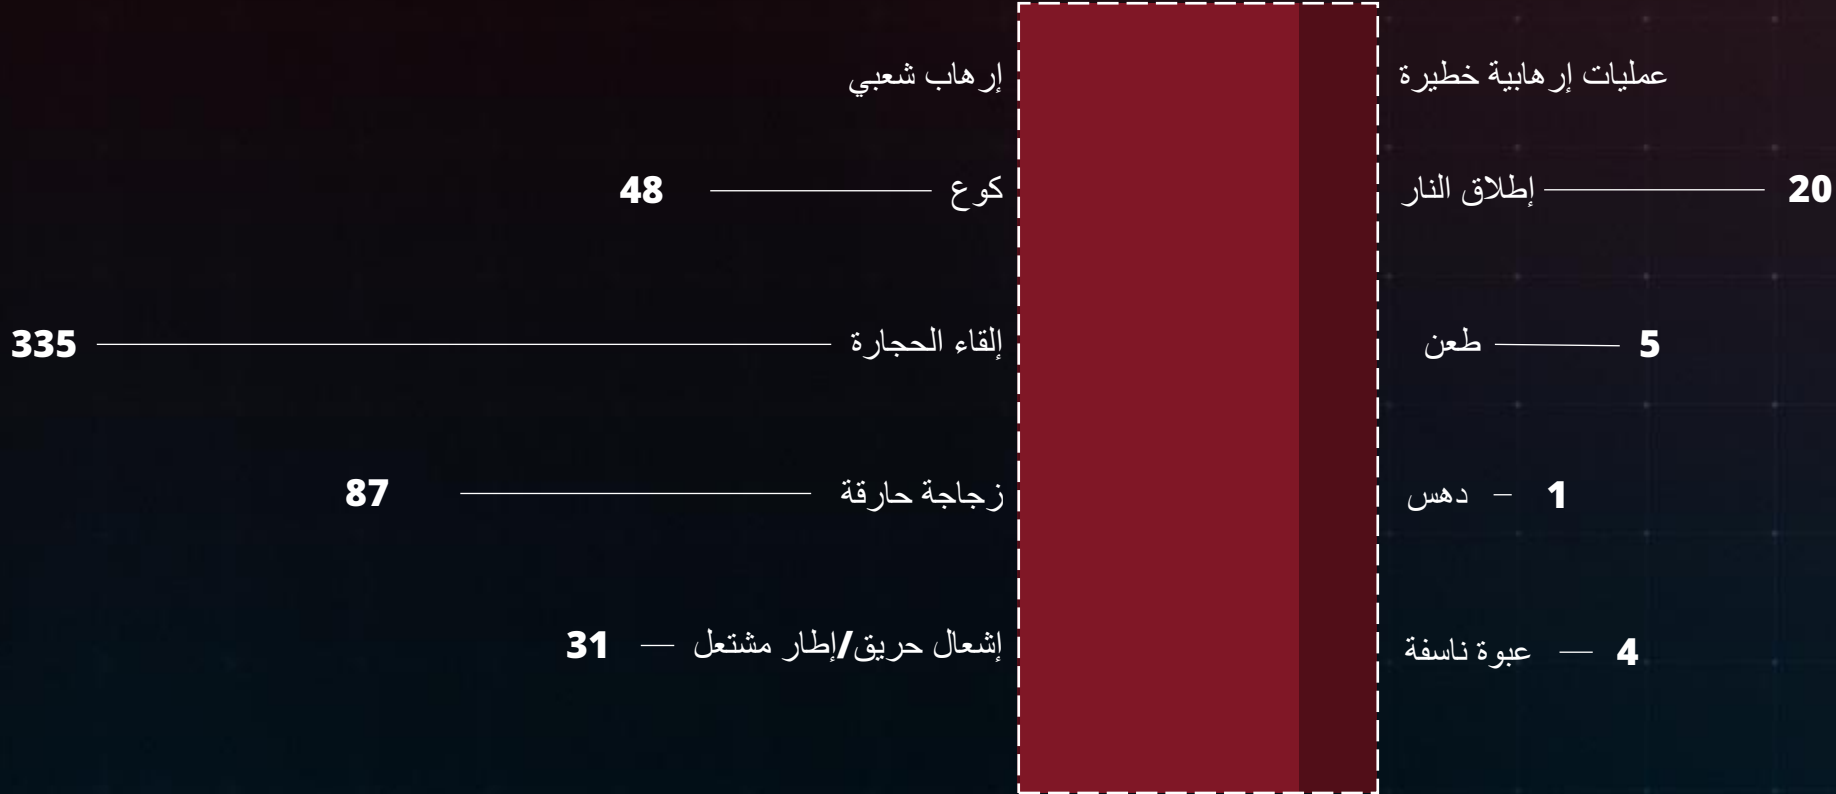 عمليات إرهابية خطيرة
إطلاق النار 20
طعن 5
دهس 1
عبوة ناسفة 4
إرهاب شعبي
كوع 48
إلقاء الحجارة 335
زجاجة حارقة 87
إشعال حريق/إطار مشتعل 31